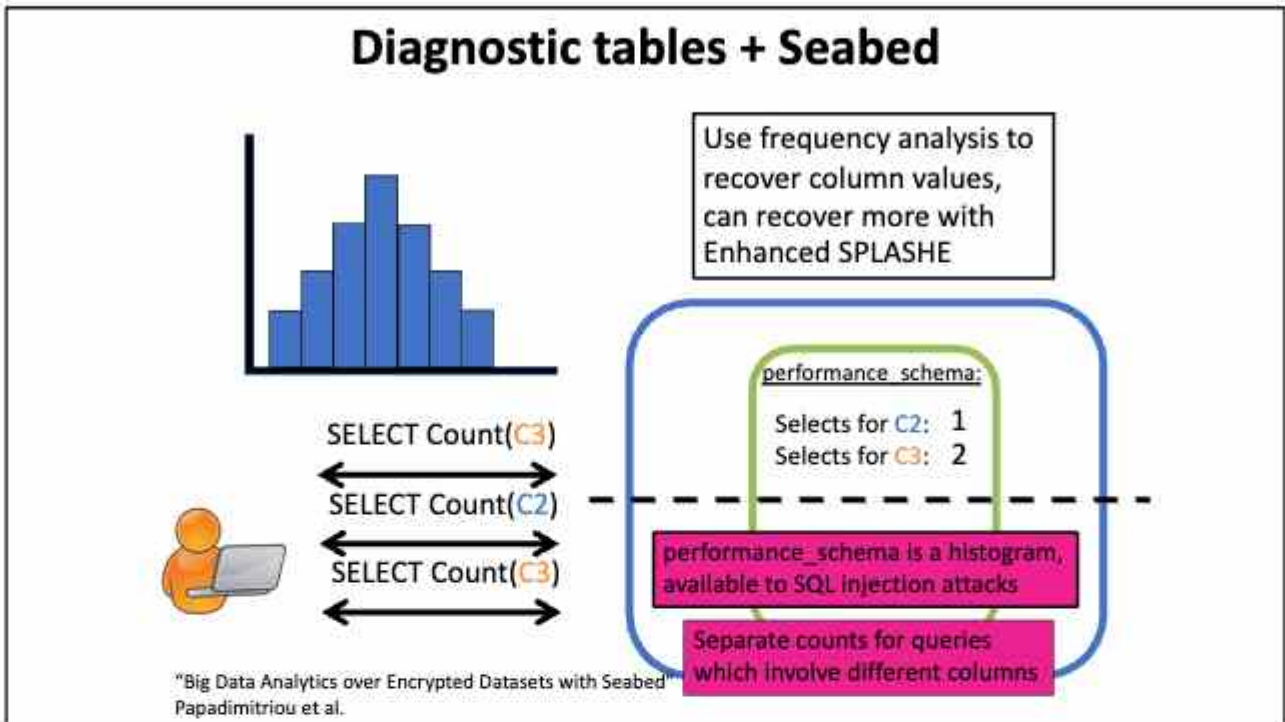 Diagnostic tables + Seabed
Use frequency analysis to
recover column values,
can recover more with
Enhanced SPLASHE
performance_schema:
Selects for C2: 1
Selects for C3: 2
SELECT Count(C3)
SELECT Count(C2)
SELECT Count(C3)
performance_schema is a histogram,
available to SQL injection attacks
Separate counts for queries
which involve different columns
"Big Data Analytics over Encrypted Datasets with Seabed"
Papadimitriou et al.